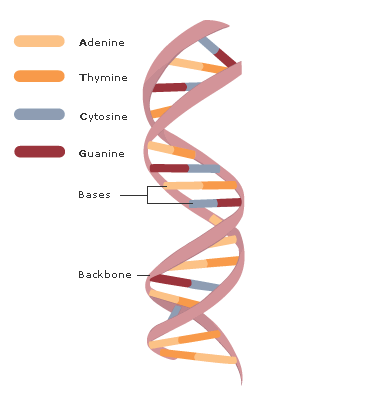 Adenine
Thymine
Cytosine
Guanine
Bases
Backbone